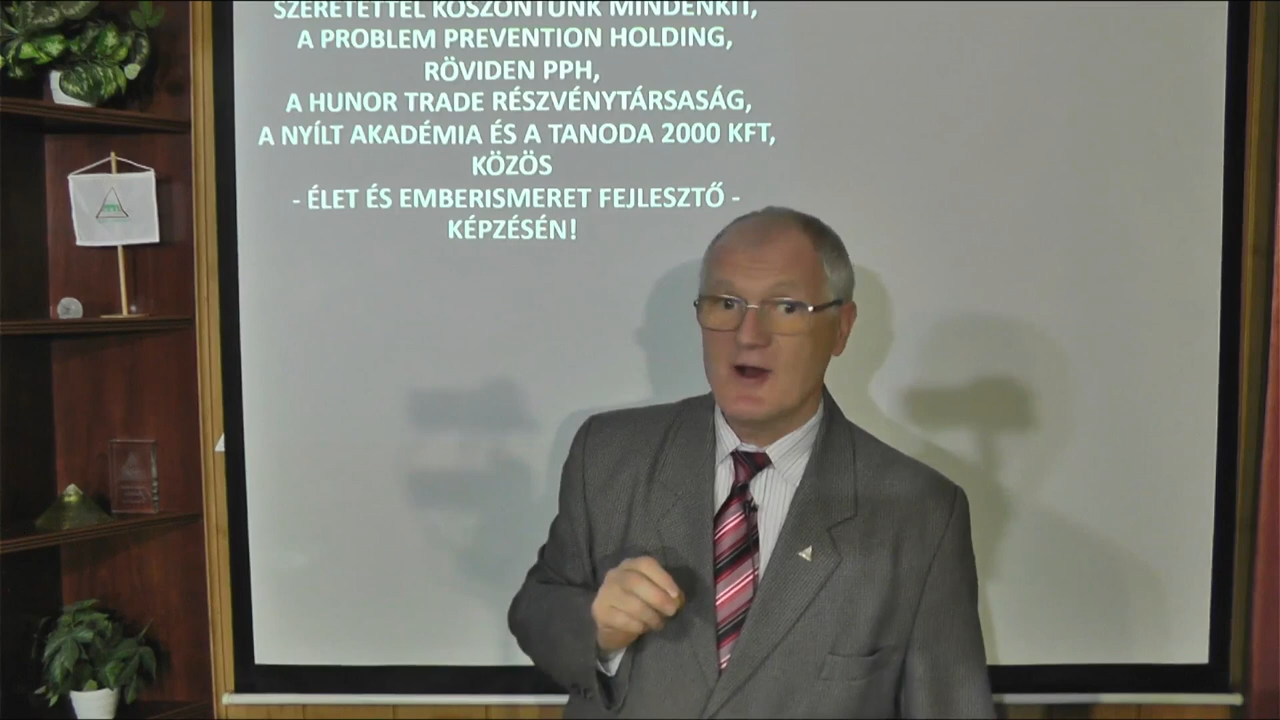 SZERETETTEL KÖSZÖNTÜNK MINDENKIT,
A PROBLEM PREVENTION HOLDING,
RÖVIDEN PPH,
A HUNOR TRADE RÉSZVÉNYTÁRSASÁG,
A NYÍLT AKADÉMIA ÉS A TANODA 2000 KFT,
KÖZÖS
- ÉLET ÉS EMBERISMERET FEJLESZTŐ -
KÉPZÉSÉN!